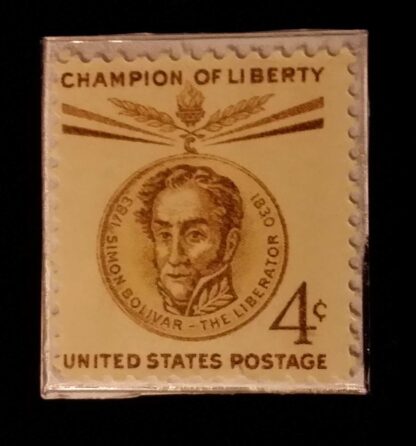 CHAMPION OF LIBERTY
1783 · SIMON BOLIVAR - THE LIBERATOR · 1830
4¢
UNITED STATES POSTAGE